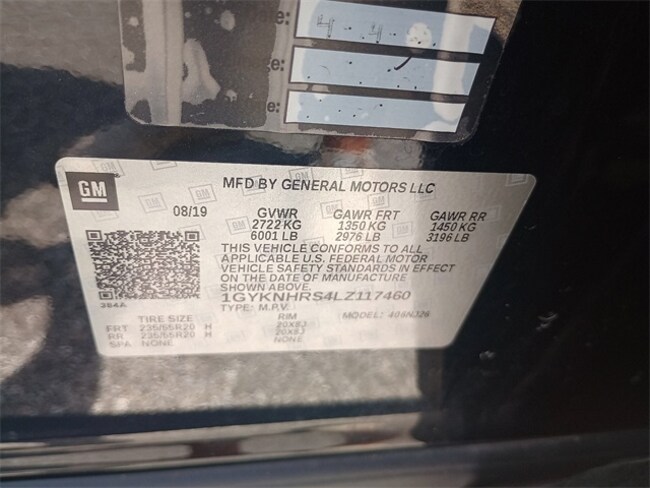 e:
e:
e:
GM
MFD BY GENERAL MOTORS LLC
08/19 GVWR GAWR FRT GAWR RR
2722 KG 1350 KG 1450 KG
6001 LB 2976 LB 3196 LB
THIS VEHICLE CONFORMS TO ALL
APPLICABLE U.S. FEDERAL MOTOR
VEHICLE SAFETY STANDARDS IN EFFECT
ON THE DATE OF MANUFACTURE
SHOWN ABOVE.
1GYKNHRS4LZ117460
384A TYPE: M.P.V. MODEL: 406NJ26
TIRE SIZE RIM
FRT 235/55R20 H 20X8J
RR 235/55R20 H 20X8J
SPA NONE NONE